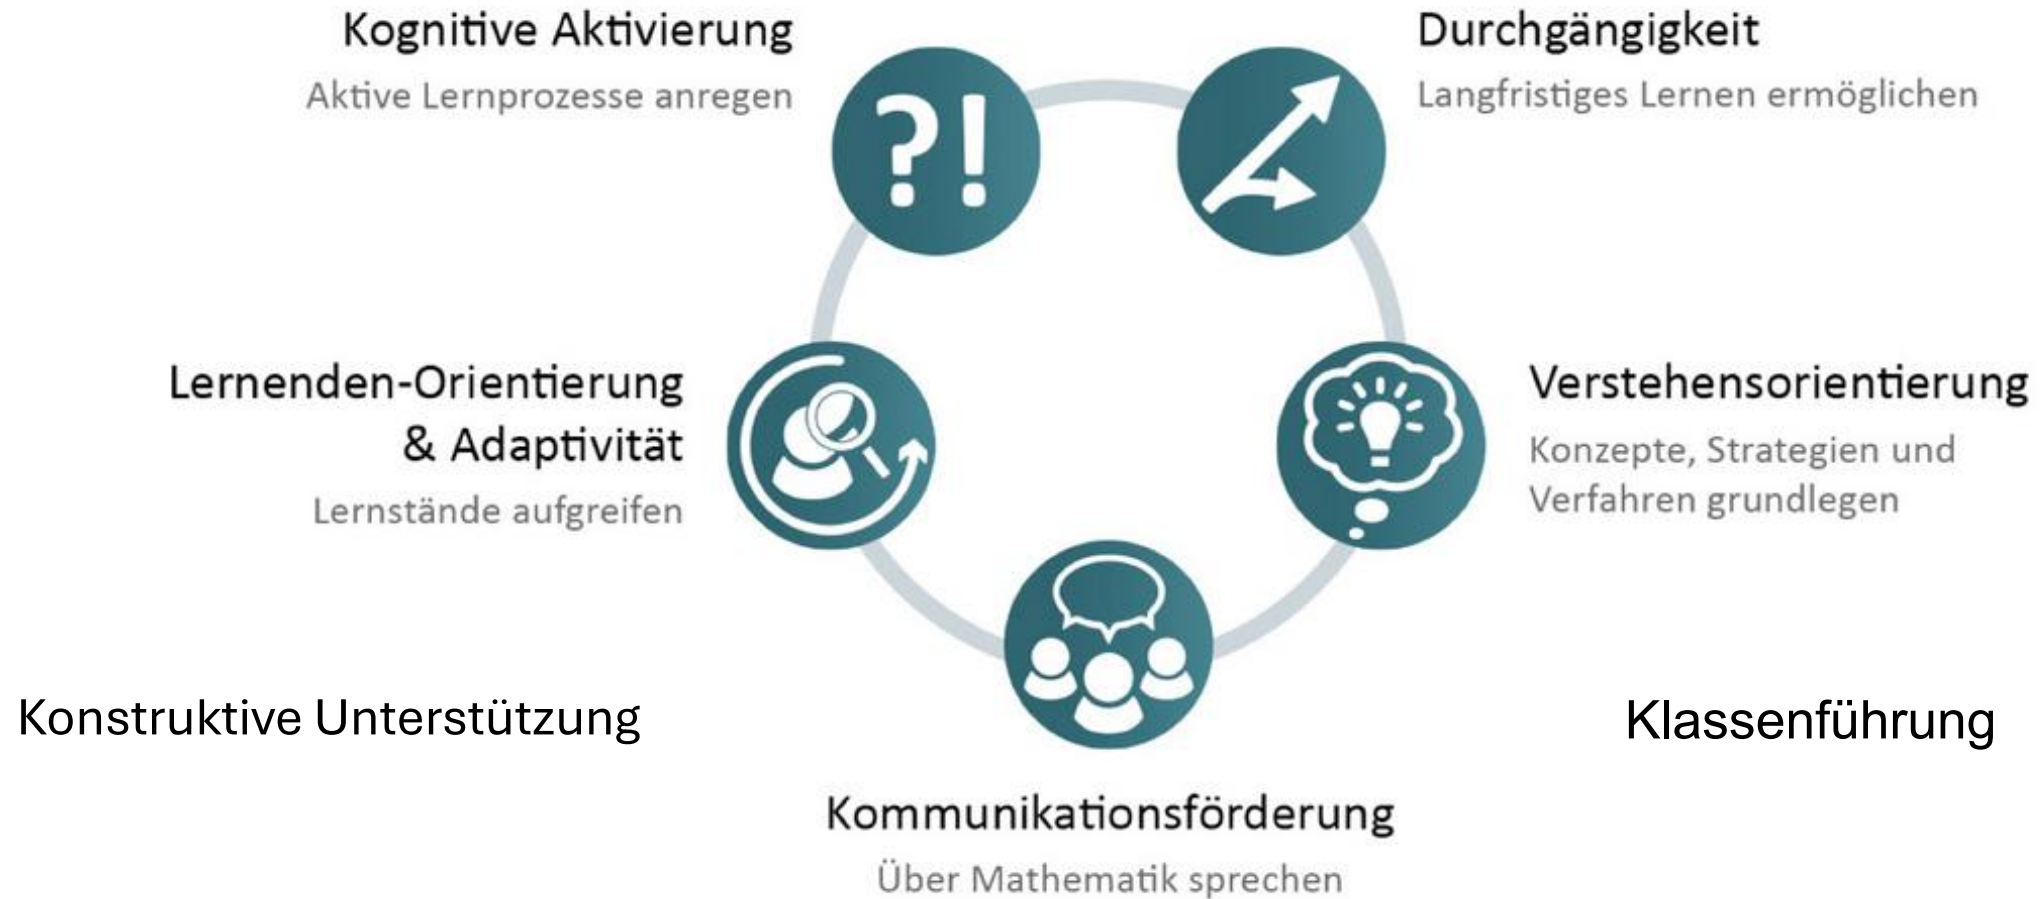 Kognitive Aktivierung
Aktive Lernprozesse anregen
?!
Durchgängigkeit
Langfristiges Lernen ermöglichen
Lernenden-Orientierung
& Adaptivität
Lernstände aufgreifen
Verstehensorientierung
Konzepte, Strategien und
Verfahren grundlegen
Konstruktive Unterstützung
Klassenführung
Kommunikationsförderung
Über Mathematik sprechen